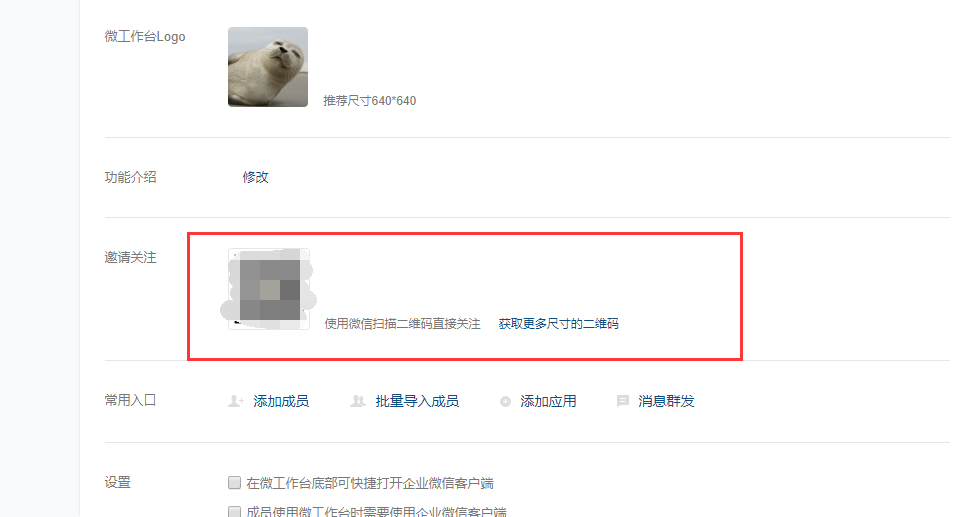 微工作台Logo
推荐尺寸640*640
功能介绍 修改
邀请关注
使用微信扫描二维码直接关注 获取更多尺寸的二维码
常用入口 添加成员 批量导入成员 添加应用 消息群发
设置 在微工作台底部可快捷打开企业微信客户端
成员使用微工作台时需要使用企业微信客户端